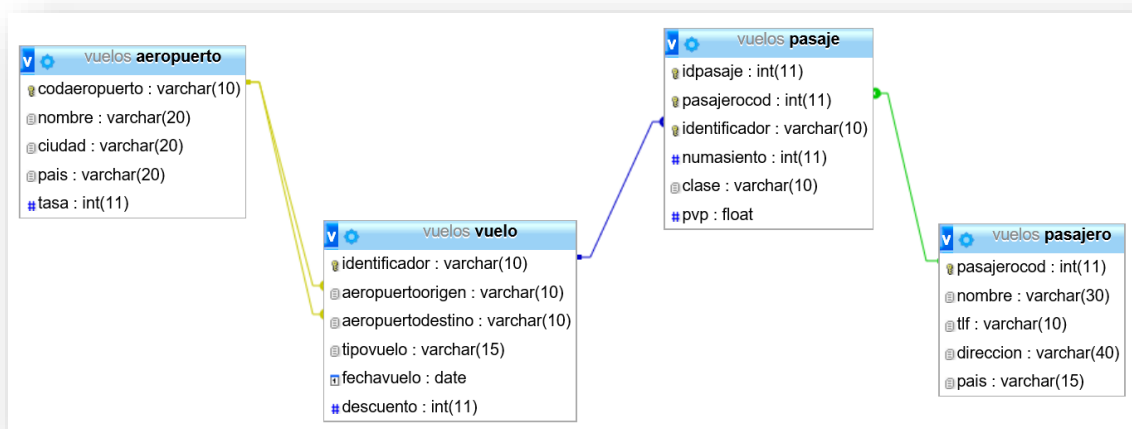 vuelos aeropuerto
codaeropuerto : varchar(10)
nombre : varchar(20)
ciudad : varchar(20)
pais : varchar(20)
# tasa : int(11)
vuelos vuelo
identificador : varchar(10)
aeropuertoorigen : varchar(10)
aeropuertodestino : varchar(10)
tipovuelo : varchar(15)
fechavuelo : date
# descuento : int(11)
vuelos pasaje
idpasaje : int(11)
pasajerocod : int(11)
identificador : varchar(10)
# numasiento : int(11)
clase : varchar(10)
# pvp : float
vuelos pasajero
pasajerocod : int(11)
nombre : varchar(30)
tlf : varchar(10)
direccion : varchar(40)
pais : varchar(15)